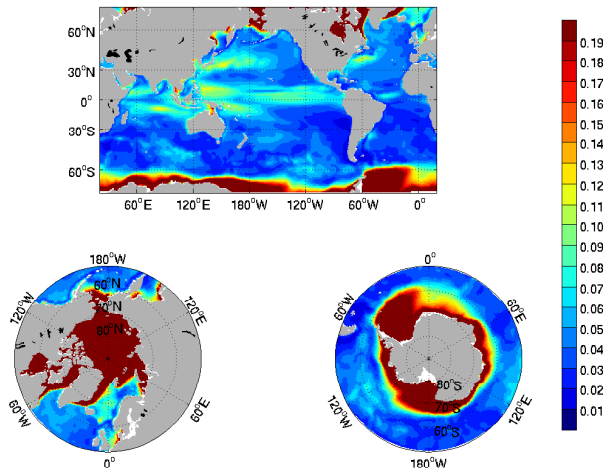 60°N
30°N
0°
30°S
60°S
60°E
120°E
180°W
120°W
60°W
0°
0.19
0.18
0.17
0.16
0.15
0.14
0.13
0.12
0.11
0.10
0.09
0.08
0.07
0.06
0.05
0.04
0.03
0.02
0.01
180°W
120°W
120°E
60°N
70°N
80°N
60°W
60°E
0°
0°
60°W
60°E
80°S
70°S
60°S
120°W
120°E
180°W